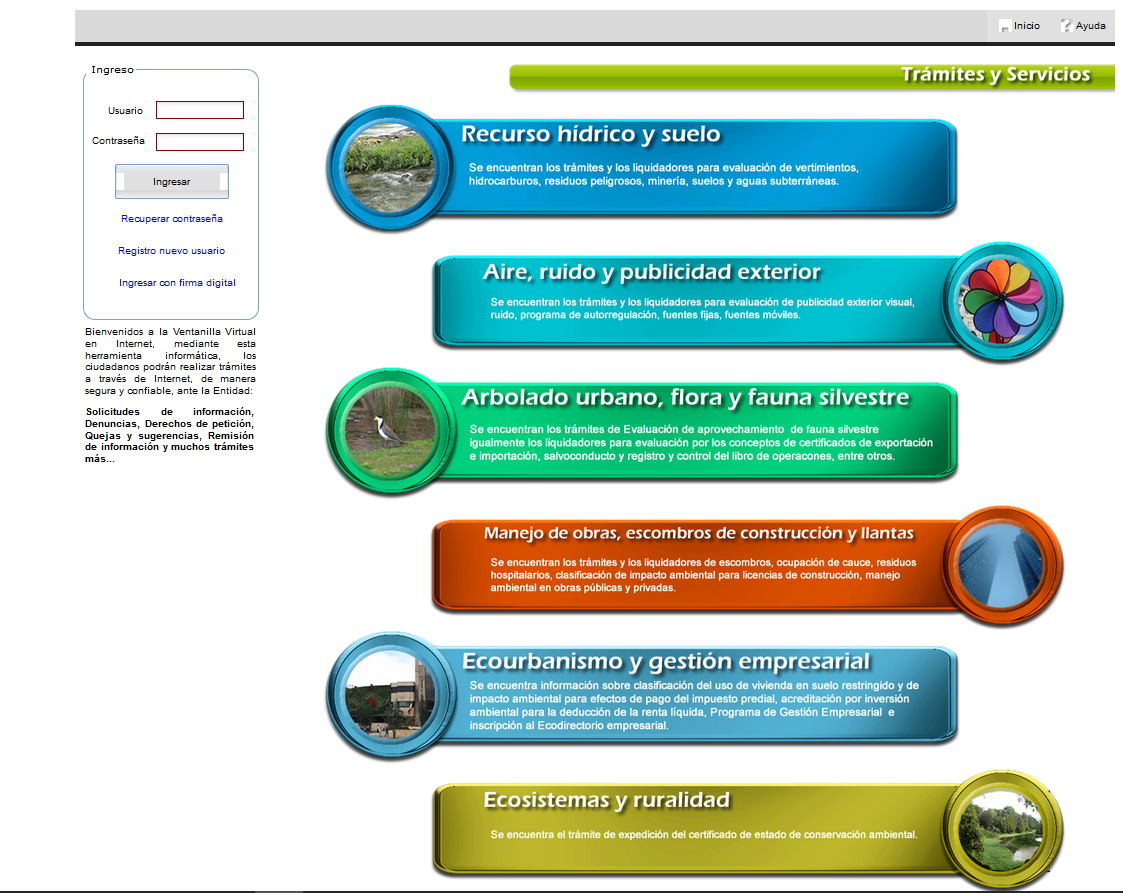 Inicio
Ayuda
Ingreso
Usuario
Contraseña
Ingresar
Recuperar contraseña
Registro nuevo usuario
Ingresar con firma digital
Bienvenidos a la Ventanilla Virtual
en Internet, mediante esta
herramienta informática, los
ciudadanos podrán realizar trámites
a través de Internet, de manera
segura y confiable, ante la Entidad:
Solicitudes de información,
Denuncias, Derechos de petición,
Quejas y sugerencias, Remisión
de información y muchos trámites
más...
Trámites y Servicios
Recurso hídrico y suelo
Se encuentran los trámites y los liquidadores para evaluación de vertimientos,
hidrocarburos, residuos peligrosos, minería, suelos y aguas subterráneas.
Aire, ruido y publicidad exterior
Se encuentran los trámites y los liquidadores para evaluación de publicidad exterior visual,
ruido, programa de autorregulación, fuentes fijas, fuentes móviles.
Arbolado urbano, flora y fauna silvestre
Se encuentran los trámites de Evaluación de aprovechamiento de fauna silvestre
igualmente los liquidadores para evaluación por los conceptos de certificados de exportación
e importación, salvoconducto y registro y control del libro de operacones, entre otros.
Manejo de obras, escombros de construcción y llantas
Se encuentran los trámites y los liquidadores de escombros, ocupación de cauce, residuos
hospitalarios, clasificación de impacto ambiental para licencias de construcción, manejo
ambiental en obras públicas y privadas.
Ecourbanismo y gestión empresarial
Se encuentra información sobre clasificación del uso de vivienda en suelo restringido y de
impacto ambiental para efectos de pago del impuesto predial, acreditación por inversión
ambiental para la deducción de la renta líquida, Programa de Gestión Empresarial e
inscripción al Ecodirectorio empresarial.
Ecosistemas y ruralidad
Se encuentra el trámite de expedición del certificado de estado de conservación ambiental.